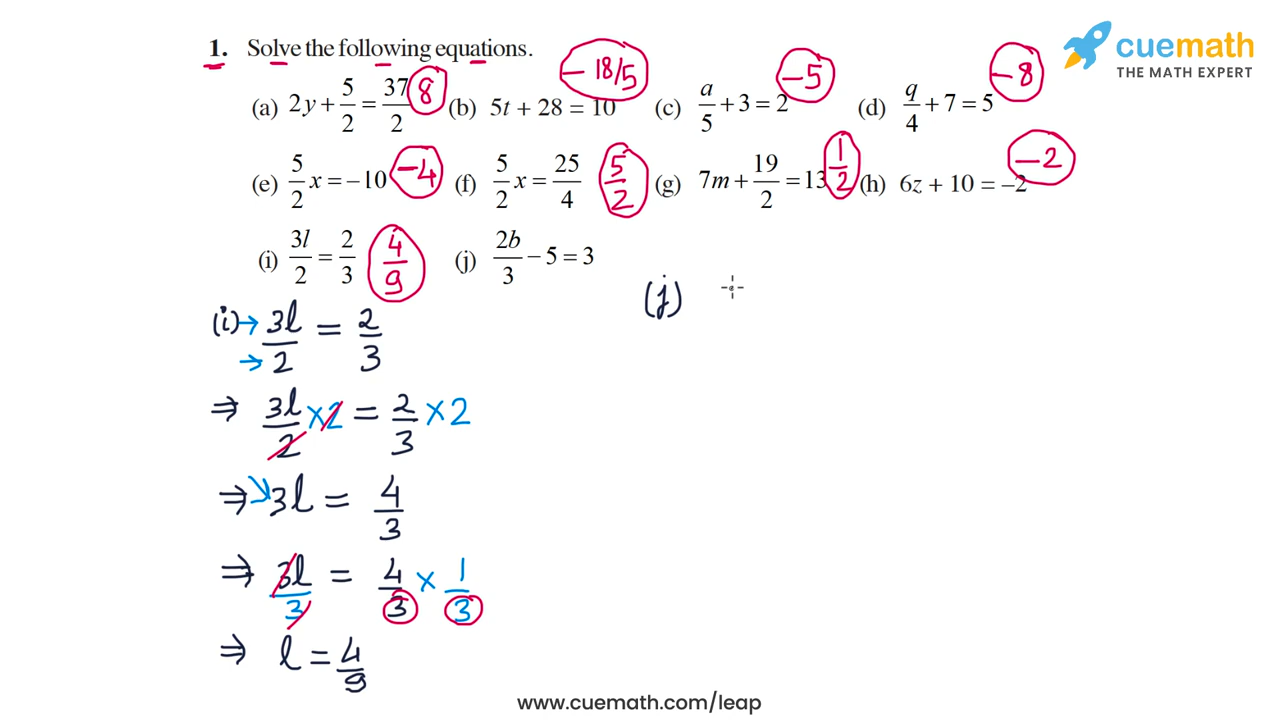 cuemath
THE MATH EXPERT
1. Solve the following equations.
(a) 2y + 5/2 = 37/2 8 (b) 5t + 28 = 10 -18/5 (c) a/5 + 3 = 2 -5 (d) q/4 + 7 = 5 -8
(e) 5/2 x = -10 -4 (f) 5/2 x = 25/4 5/2 (g) 7m + 19/2 = 13 1/2 (h) 6z + 10 = -2 -2
(i) 3l/2 = 2/3 4/9 (j) 2b/3 - 5 = 3
(i) → 3l/2 = 2/3
⇒ 3l/2 × 2 = 2/3 × 2
⇒ 3l = 4/3
⇒ 3l/3 = 4/3 × 1/3
⇒ l = 4/9
(j)
www.cuemath.com/leap